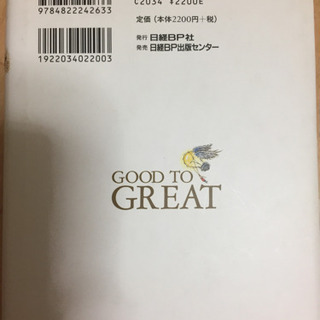 9784822242633
C2034 ¥2200E
定価（本体2200円+税）
1922034022003
発行 日経BP社
発売 日経BP出版センター
GOOD TO
GREAT